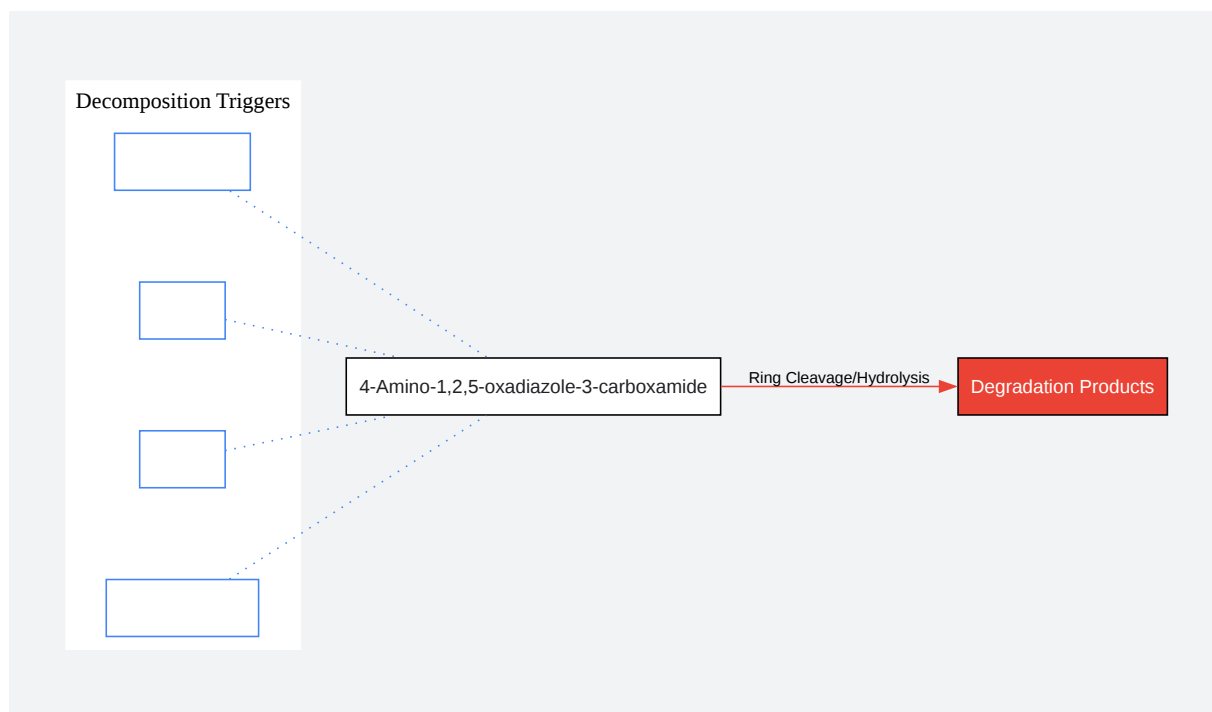 Decomposition Triggers
4-Amino-1,2,5-oxadiazole-3-carboxamide
Ring Cleavage/Hydrolysis
Degradation Products